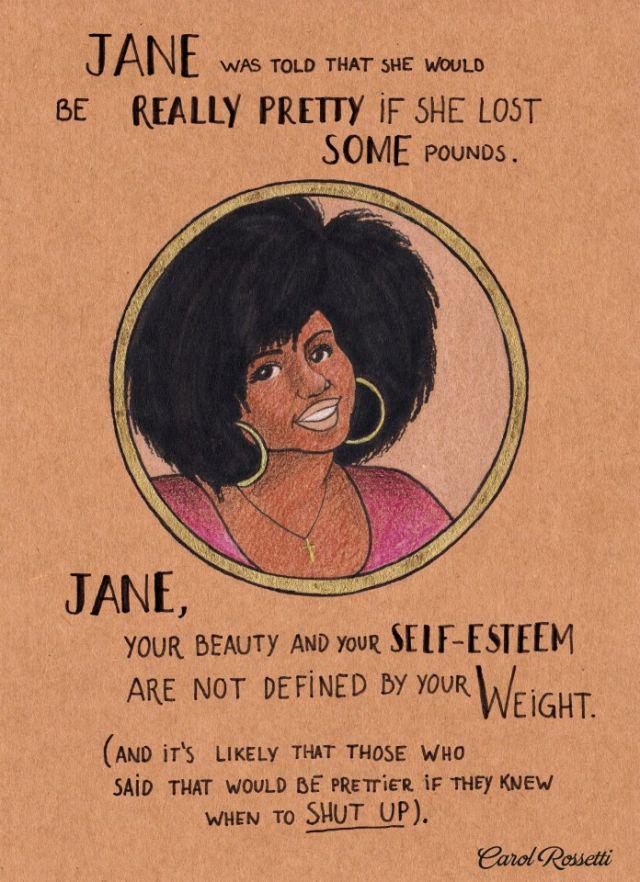 JANE WAS TOLD THAT SHE WOULD
BE REALLY PRETTY IF SHE LOST
SOME POUNDS.
JANE,
YOUR BEAUTY AND YOUR SELF-ESTEEM
ARE NOT DEFINED BY YOUR WEIGHT.
(AND IT'S LIKELY THAT THOSE WHO
SAID THAT WOULD BE PRETTIER IF THEY KNEW
WHEN TO SHUT UP).
Carol Rossetti